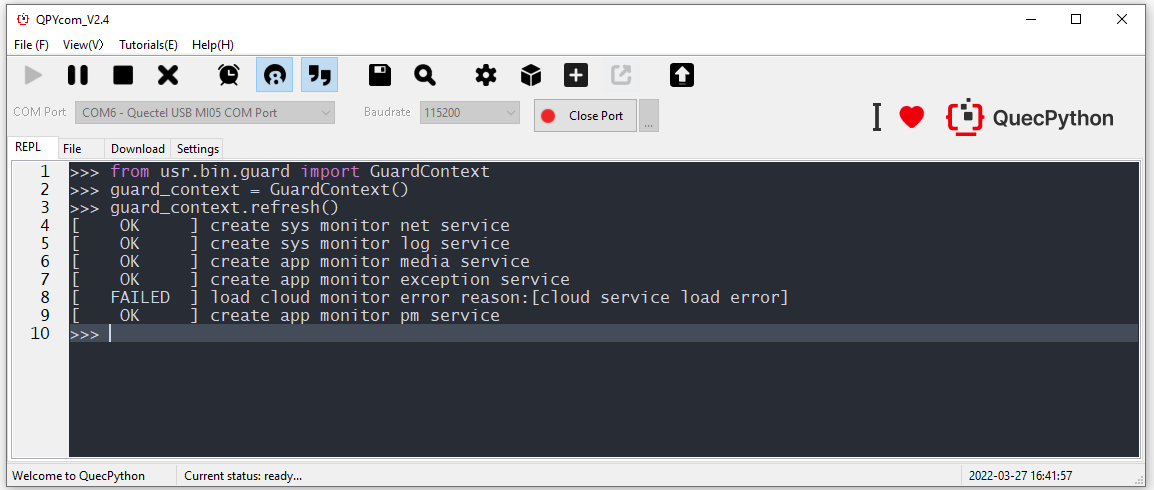 QPYcom_V2.4
File (F) View(V) Tutorials(E) Help(H)
COM Port COM6 - Quectel USB MI05 COM Port Baudrate 115200 Close Port ... I QuecPython
REPL File Download Settings
1 >>> from usr.bin.guard import GuardContext
2 >>> guard_context = GuardContext()
3 >>> guard_context.refresh()
4 [ OK ] create sys monitor net service
5 [ OK ] create sys monitor log service
6 [ OK ] create app monitor media service
7 [ OK ] create app monitor exception service
8 [ FAILED ] load cloud monitor error reason:[cloud service load error]
9 [ OK ] create app monitor pm service
10 >>>
Welcome to QuecPython Current status: ready... 2022-03-27 16:41:57